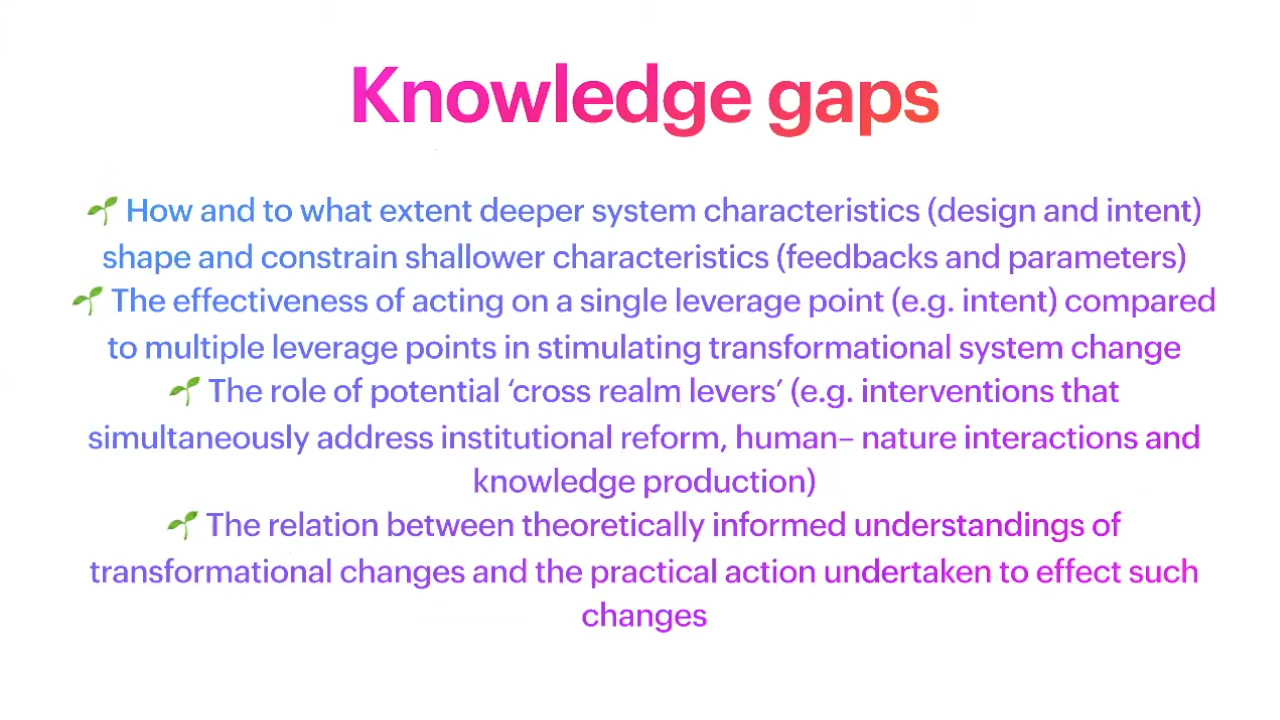 Knowledge gaps
🌱 How and to what extent deeper system characteristics (design and intent)
shape and constrain shallower characteristics (feedbacks and parameters)
🌱 The effectiveness of acting on a single leverage point (e.g. intent) compared
to multiple leverage points in stimulating transformational system change
🌱 The role of potential ‘cross realm levers’ (e.g. interventions that
simultaneously address institutional reform, human– nature interactions and
knowledge production)
🌱 The relation between theoretically informed understandings of
transformational changes and the practical action undertaken to effect such
changes